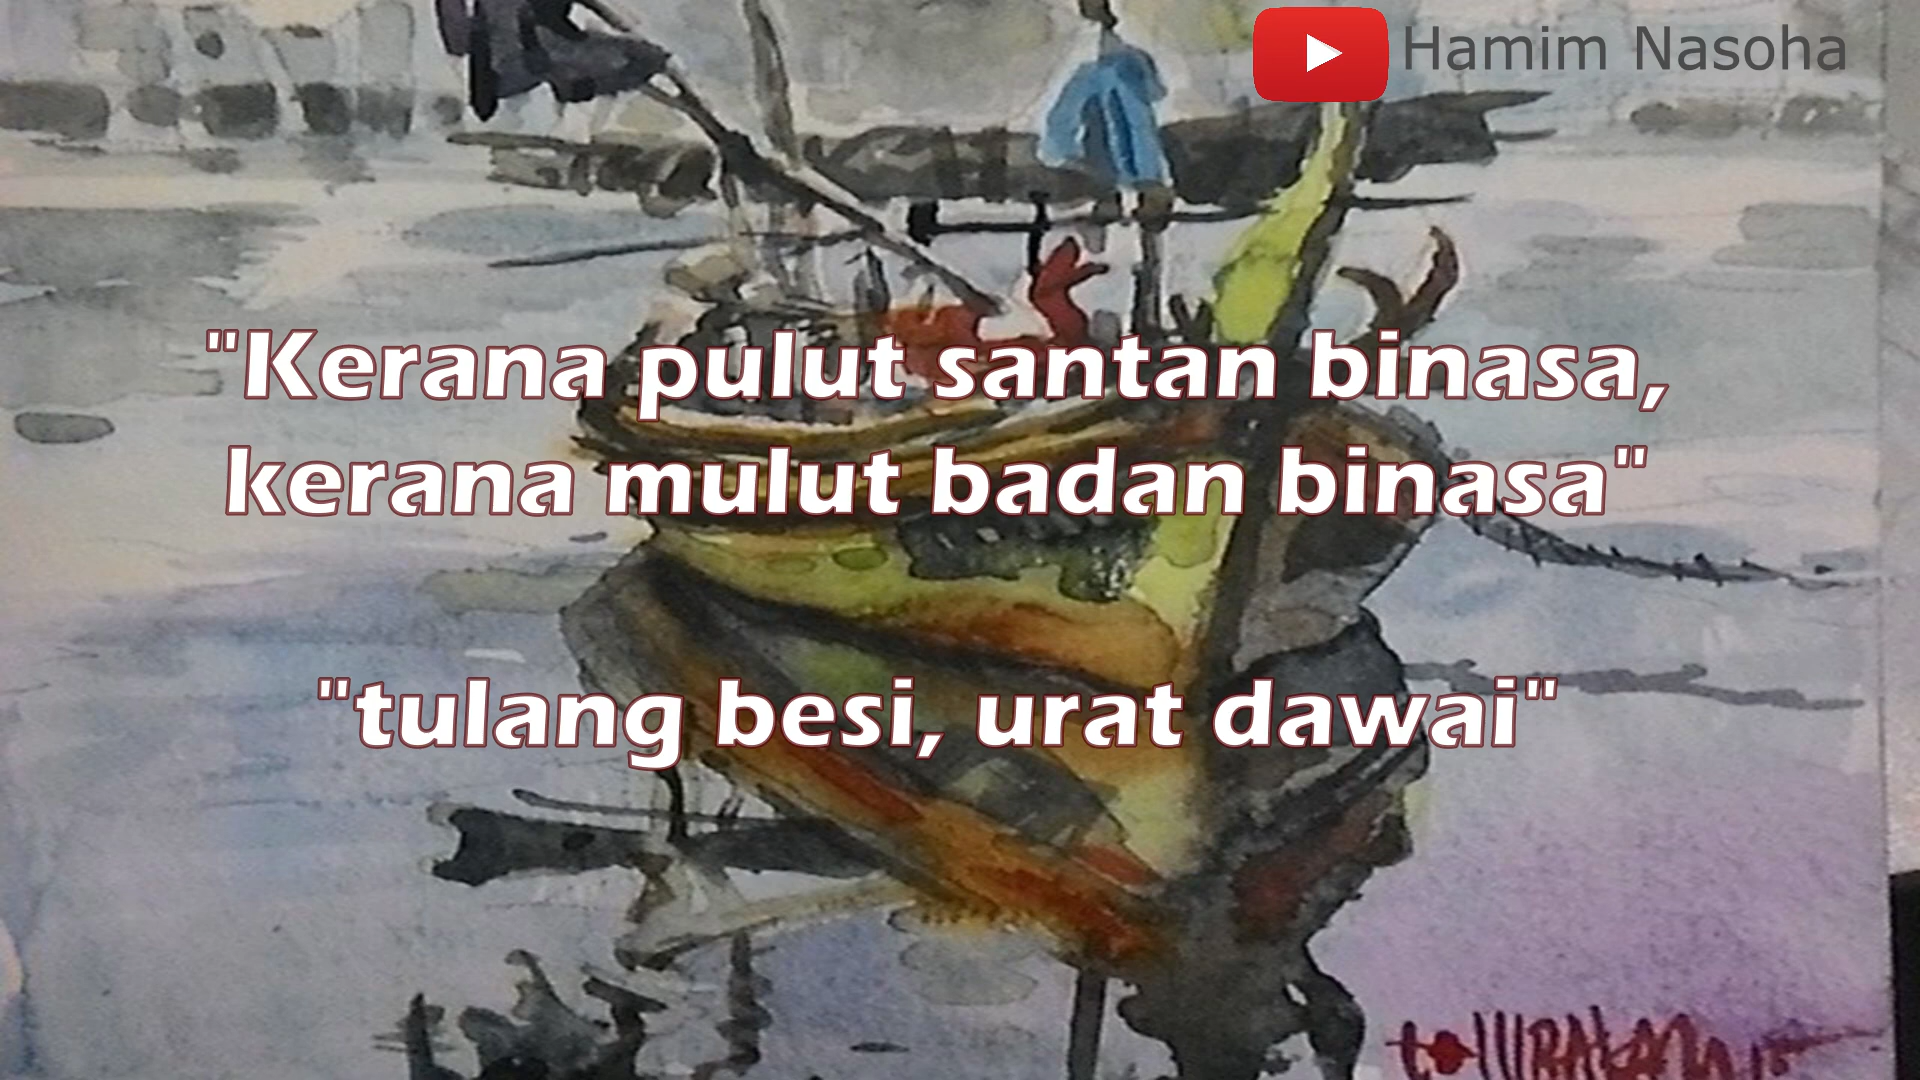 Hamim Nasoha
"Kerana pulut santan binasa,
kerana mulut badan binasa"
"tulang besi, urat dawai"